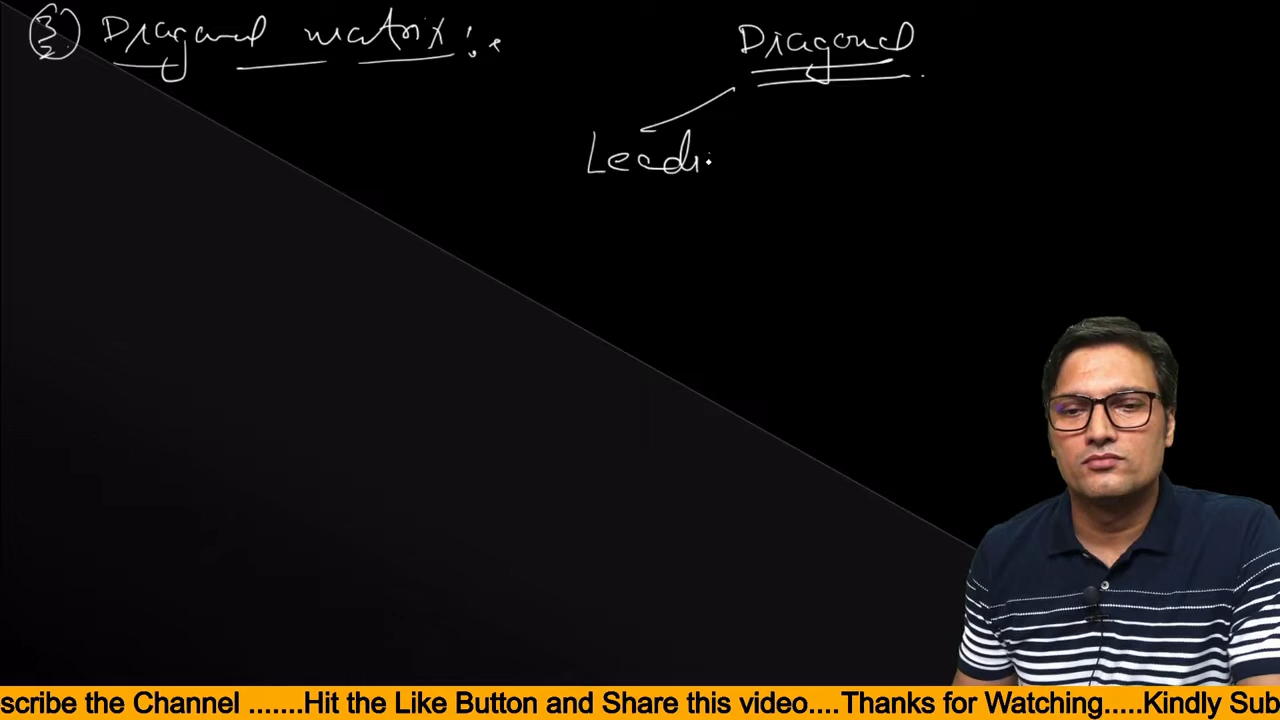 ③ Diagonal matrix :.
Diagonal
Leadi
scribe the Channel .......Hit the Like Button and Share this video....Thanks for Watching.....Kindly Sub